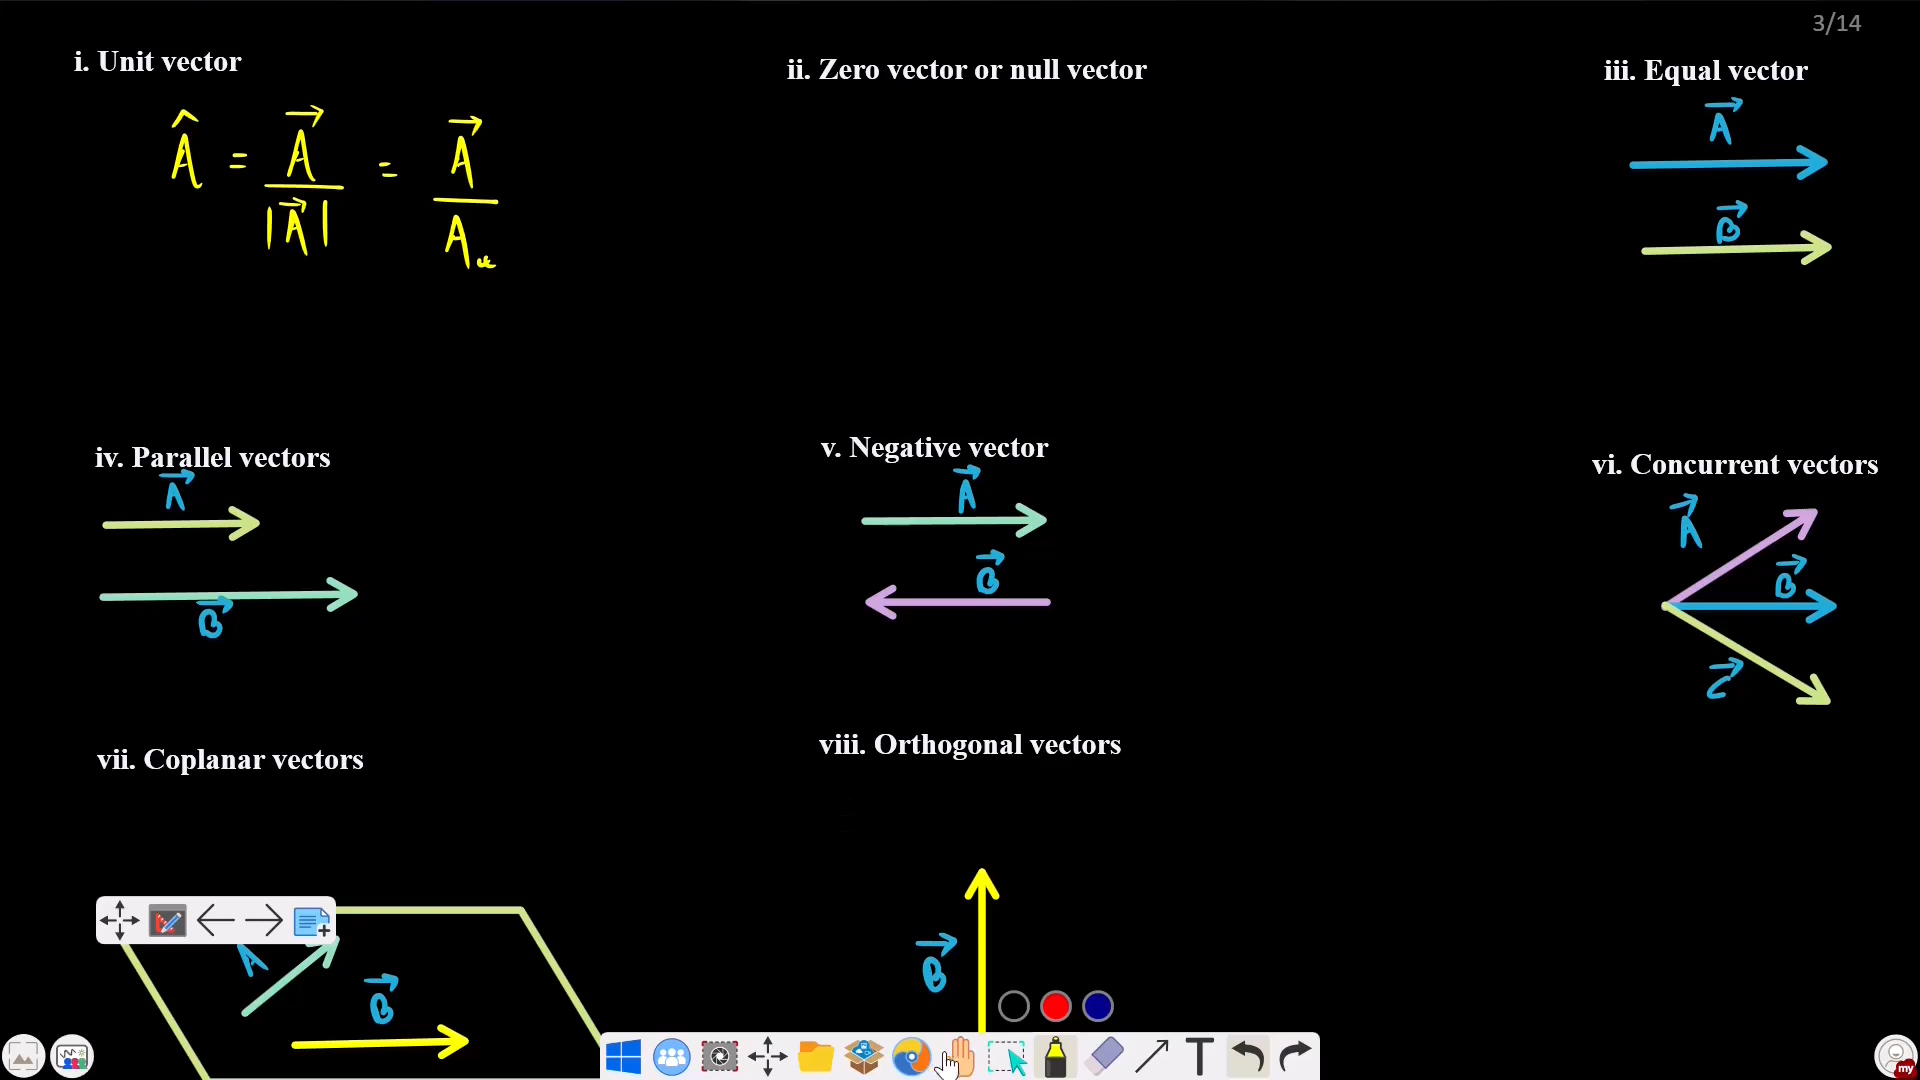 3/14
i. Unit vector
ii. Zero vector or null vector
iii. Equal vector
Â = A⃗ / |A⃗| = A⃗ / A
A⃗
B⃗
iv. Parallel vectors
v. Negative vector
vi. Concurrent vectors
A⃗
B⃗
A⃗
B⃗
A⃗
B⃗
C⃗
vii. Coplanar vectors
viii. Orthogonal vectors
A
B⃗
B⃗
T
my